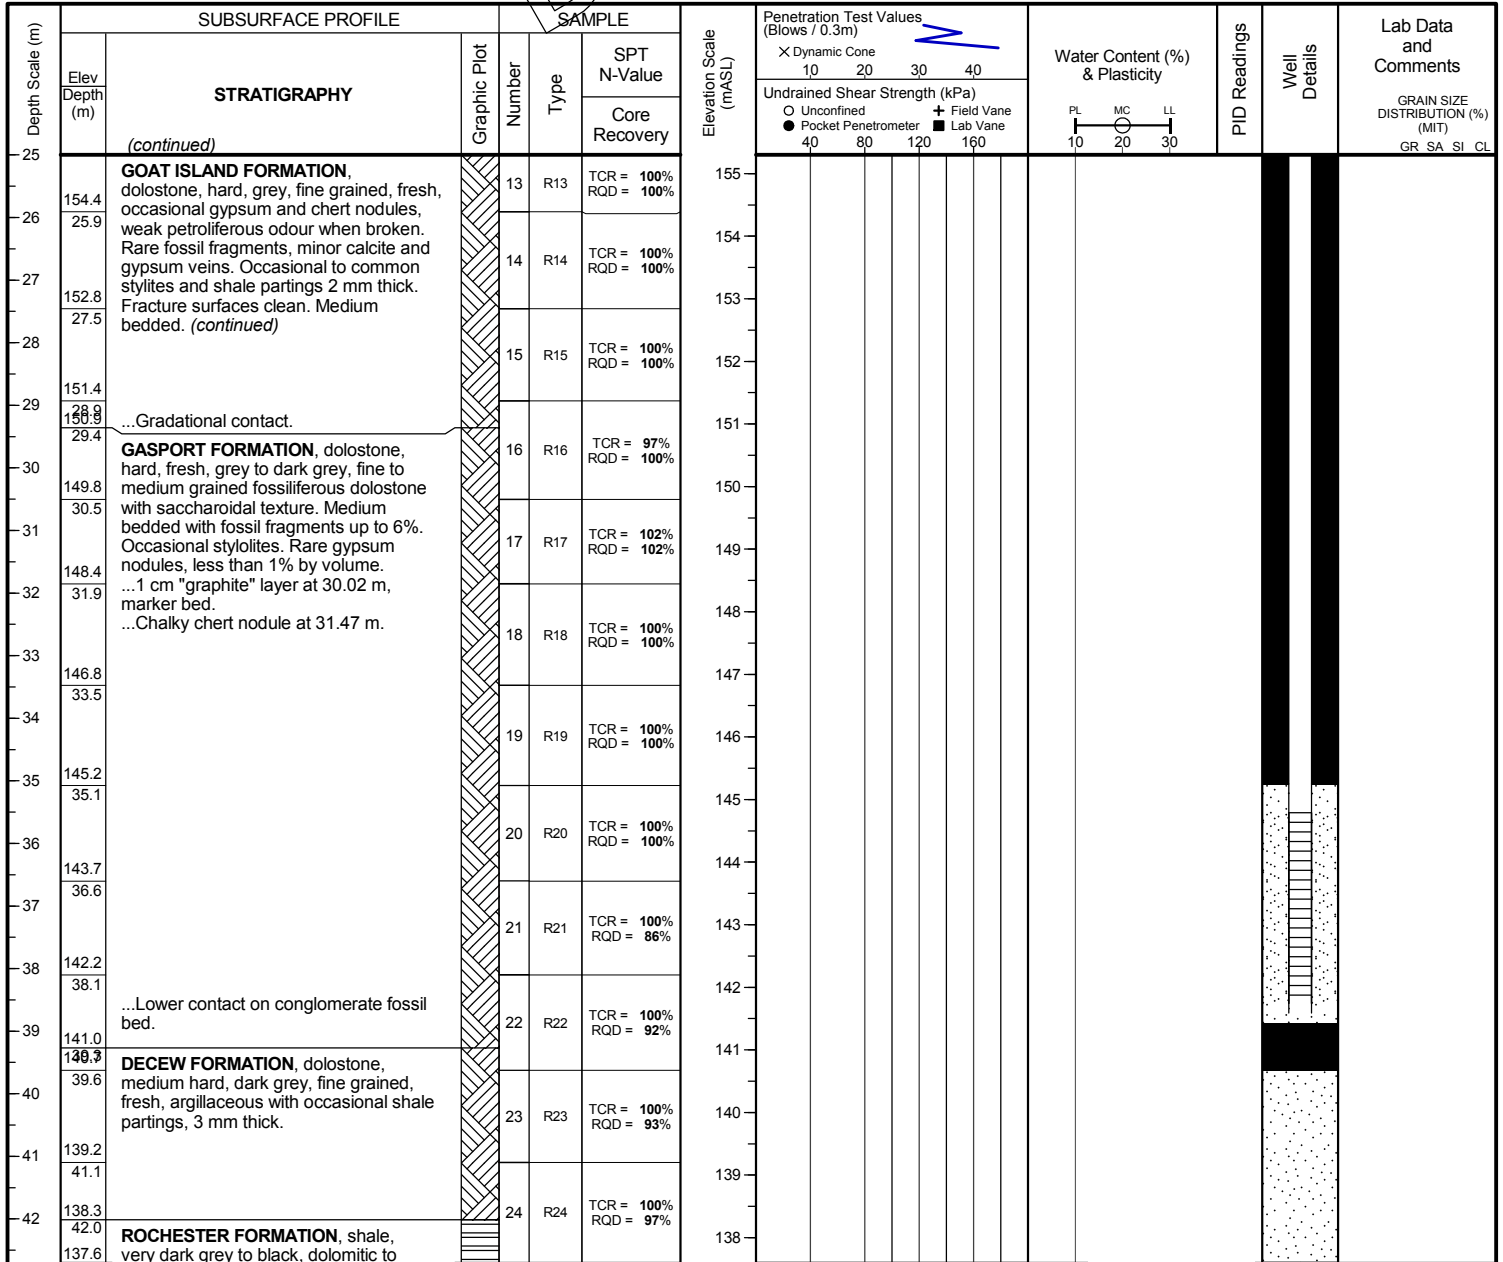 SUBSURFACE PROFILE
SAMPLE
Depth Scale (m)
Elev
Depth
(m)
STRATIGRAPHY
(continued)
Graphic Plot
Number
Type
SPT
N-Value
Core
Recovery
Elevation Scale
(mASL)
Penetration Test Values
(Blows / 0.3m)
Dynamic Cone
10 20 30 40
Undrained Shear Strength (kPa)
Unconfined
Field Vane
Pocket Penetrometer
Lab Vane
40 80 120 160
Water Content (%)
& Plasticity
PL MC LL
10 20 30
PID Readings
Well
Details
Lab Data
and
Comments
GRAIN SIZE
DISTRIBUTION (%)
(MIT)
GR SA SI CL
25
26
27
28
29
30
31
32
33
34
35
36
37
38
39
40
41
42
154.4
25.9
152.8
27.5
151.4
28.9
150.9
29.4
149.8
30.5
148.4
31.9
146.8
33.5
145.2
35.1
143.7
36.6
142.2
38.1
141.0
140.7
39.6
139.2
41.1
138.3
42.0
137.6
GOAT ISLAND FORMATION,
dolostone, hard, grey, fine grained, fresh,
occasional gypsum and chert nodules,
weak petroliferous odour when broken.
Rare fossil fragments, minor calcite and
gypsum veins. Occasional to common
stylites and shale partings 2 mm thick.
Fracture surfaces clean. Medium
bedded. (continued)
...Gradational contact.
GASPORT FORMATION, dolostone,
hard, fresh, grey to dark grey, fine to
medium grained fossiliferous dolostone
with saccharoidal texture. Medium
bedded with fossil fragments up to 6%.
Occasional stylolites. Rare gypsum
nodules, less than 1% by volume.
...1 cm "graphite" layer at 30.02 m,
marker bed.
...Chalky chert nodule at 31.47 m.
...Lower contact on conglomerate fossil
bed.
DECEW FORMATION, dolostone,
medium hard, dark grey, fine grained,
fresh, argillaceous with occasional shale
partings, 3 mm thick.
ROCHESTER FORMATION, shale,
very dark grey to black, dolomitic to
13 R13 TCR = 100%
RQD = 100%
14 R14 TCR = 100%
RQD = 100%
15 R15 TCR = 100%
RQD = 100%
16 R16 TCR = 97%
RQD = 100%
17 R17 TCR = 102%
RQD = 102%
18 R18 TCR = 100%
RQD = 100%
19 R19 TCR = 100%
RQD = 100%
20 R20 TCR = 100%
RQD = 100%
21 R21 TCR = 100%
RQD = 86%
22 R22 TCR = 100%
RQD = 92%
23 R23 TCR = 100%
RQD = 93%
24 R24 TCR = 100%
RQD = 97%
155
154
153
152
151
150
149
148
147
146
145
144
143
142
141
140
139
138